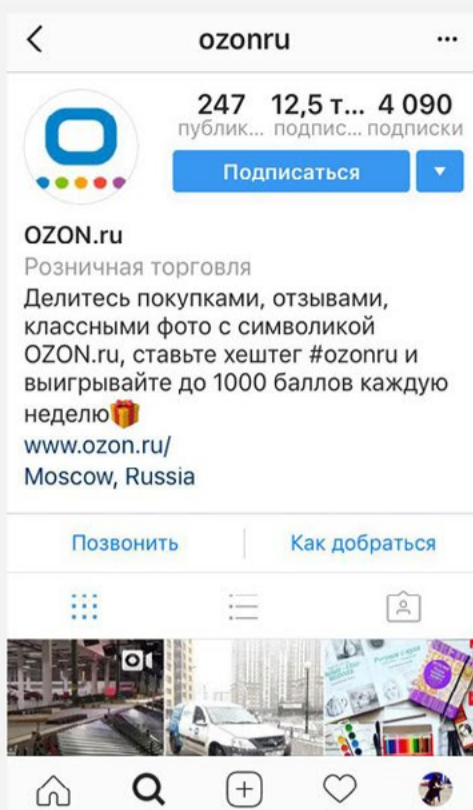 ozonru
247 12,5 т... 4 090
публик... подпис... подписки
Подписаться
OZON.ru
Розничная торговля
Делитесь покупками, отзывами,
классными фото с символикой
OZON.ru, ставьте хештег #ozonru и
выигрывайте до 1000 баллов каждую
неделю🎁
www.ozon.ru/
Moscow, Russia
Позвонить Как добраться